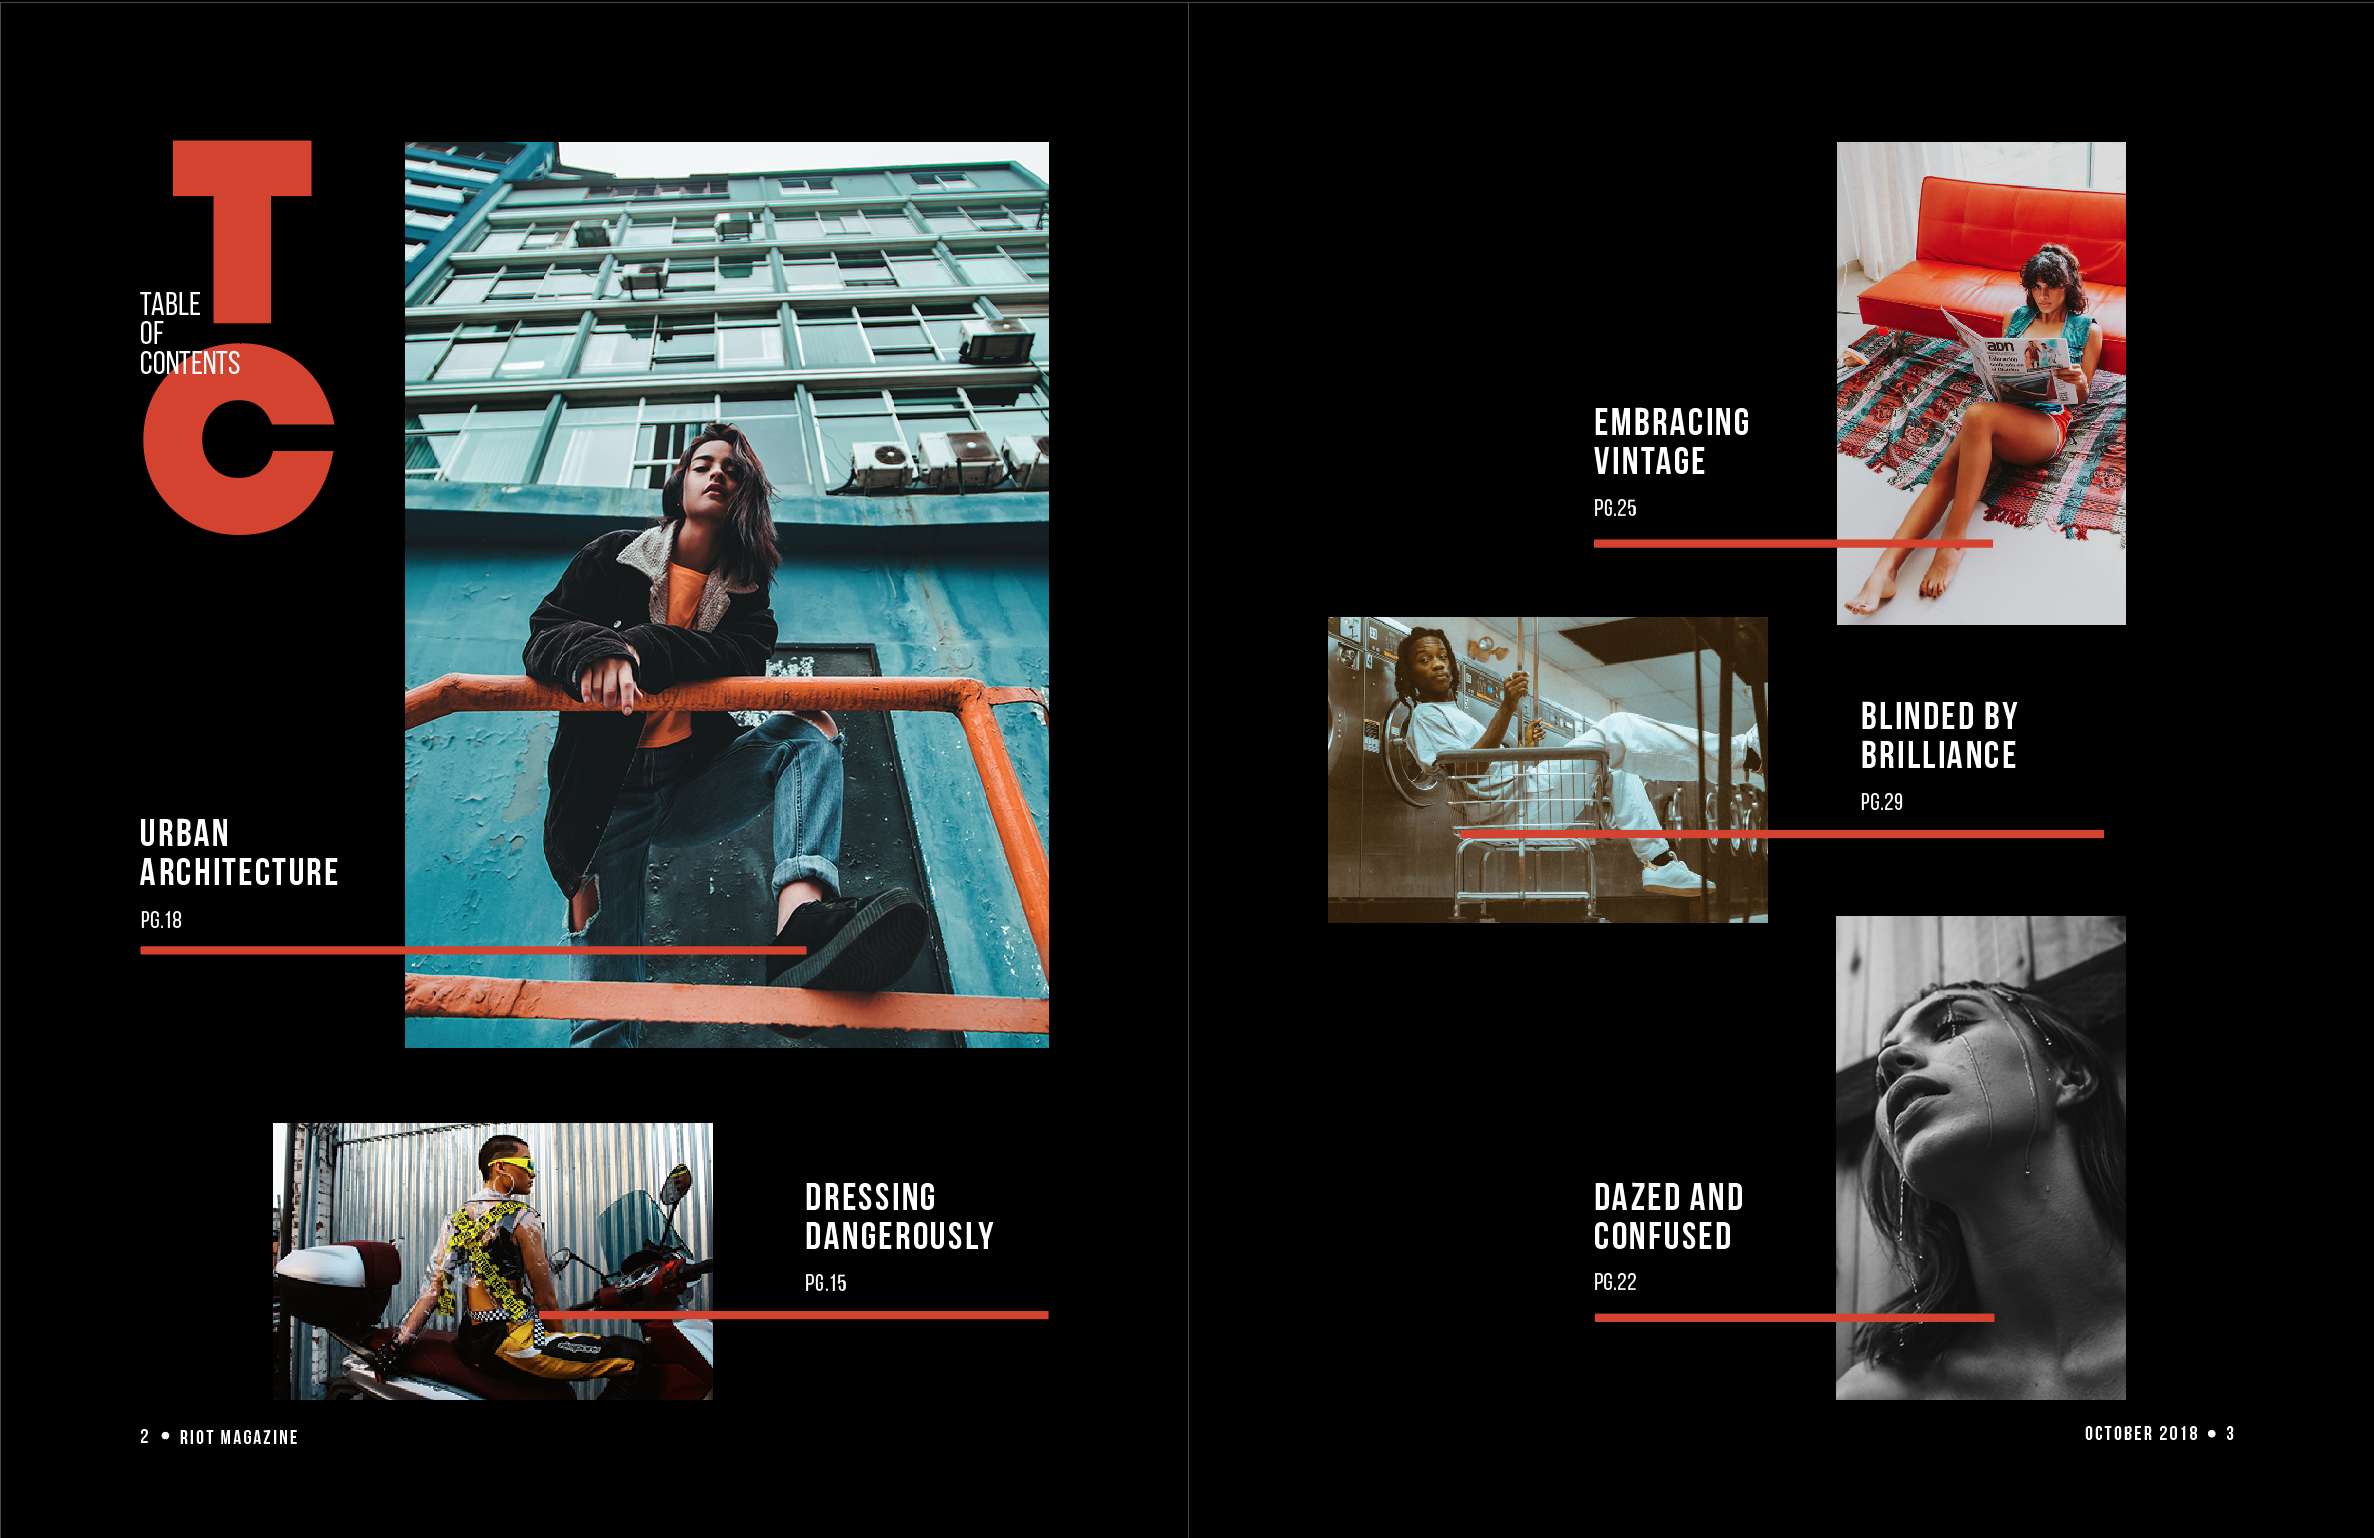 T
C
TABLE
OF
CONTENTS
URBAN
ARCHITECTURE
PG.18
DRESSING
DANGEROUSLY
PG.15
2 • RIOT MAGAZINE
EMBRACING
VINTAGE
PG.25
adn
BLINDED BY
BRILLIANCE
PG.29
DAZED AND
CONFUSED
PG.22
OCTOBER 2018 • 3